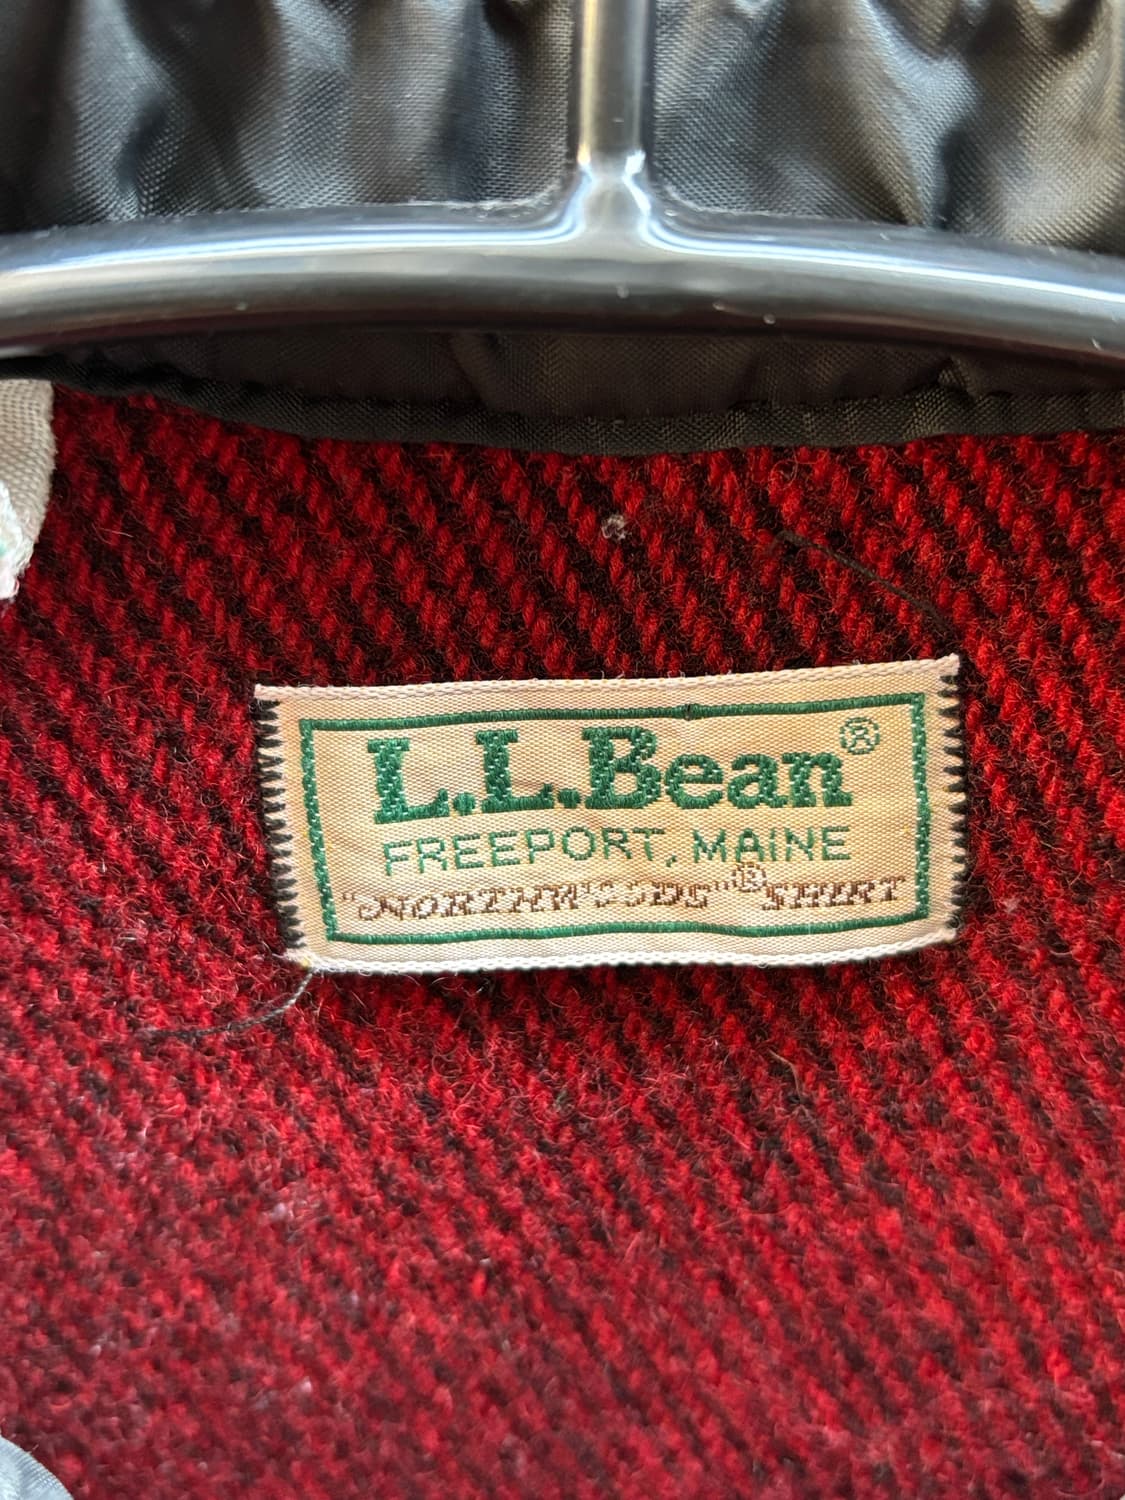 L.L.Bean®
FREEPORT, MAINE
"NORTHWOODS"® SHIRT